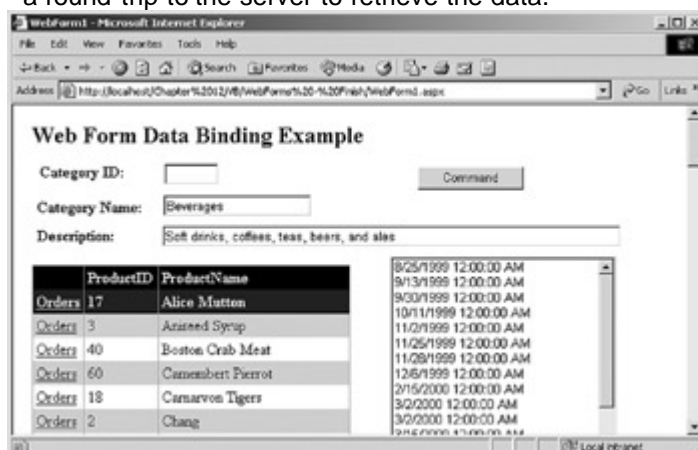 a round-trip to the server to retrieve the data.
WebForm1 - Microsoft Internet Explorer
File Edit View Favorites Tools Help
Back Search Favorites Media
Address http://localhost/Chapter%2012/VB/WebForms%20-%20Finish/WebForm1.aspx Go Links
Web Form Data Binding Example
Category ID:
Command
Category Name: Beverages
Description: Soft drinks, coffees, teas, beers, and ales
ProductID ProductName
Orders 17 Alice Mutton
Orders 3 Aniseed Syrup
Orders 40 Boston Crab Meat
Orders 60 Camembert Pierrot
Orders 18 Carnarvon Tigers
Orders 2 Chang
8/25/1999 12:00:00 AM
9/13/1999 12:00:00 AM
9/30/1999 12:00:00 AM
10/11/1999 12:00:00 AM
11/2/1999 12:00:00 AM
11/25/1999 12:00:00 AM
11/28/1999 12:00:00 AM
12/6/1999 12:00:00 AM
2/15/2000 12:00:00 AM
3/2/2000 12:00:00 AM
3/2/2000 12:00:00 AM
Local intranet